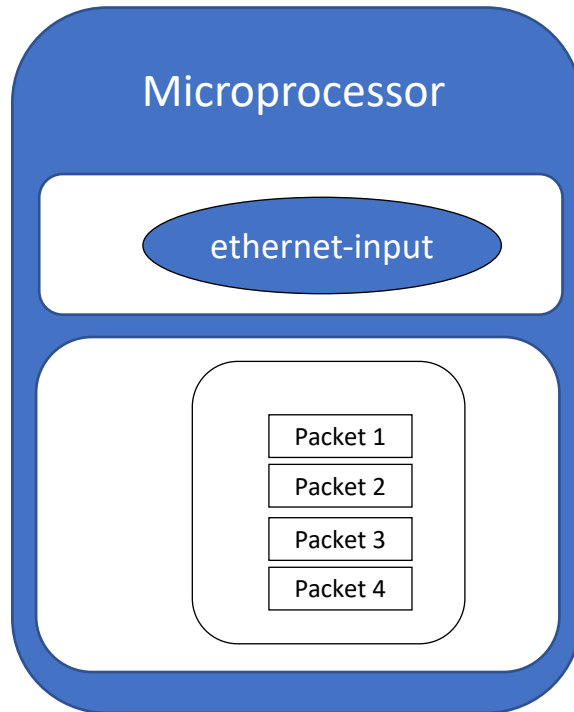 Microprocessor
ethernet-input
Packet 1
Packet 2
Packet 3
Packet 4